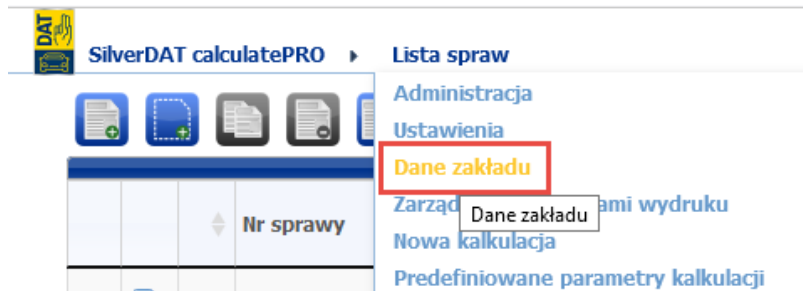 DAT
SilverDAT calculatePRO Lista spraw
Administracja
Ustawienia
Dane zakładu
Zarząd ami wydruku
Dane zakładu
Nr sprawy
Nowa kalkulacja
Predefiniowane parametry kalkulacji